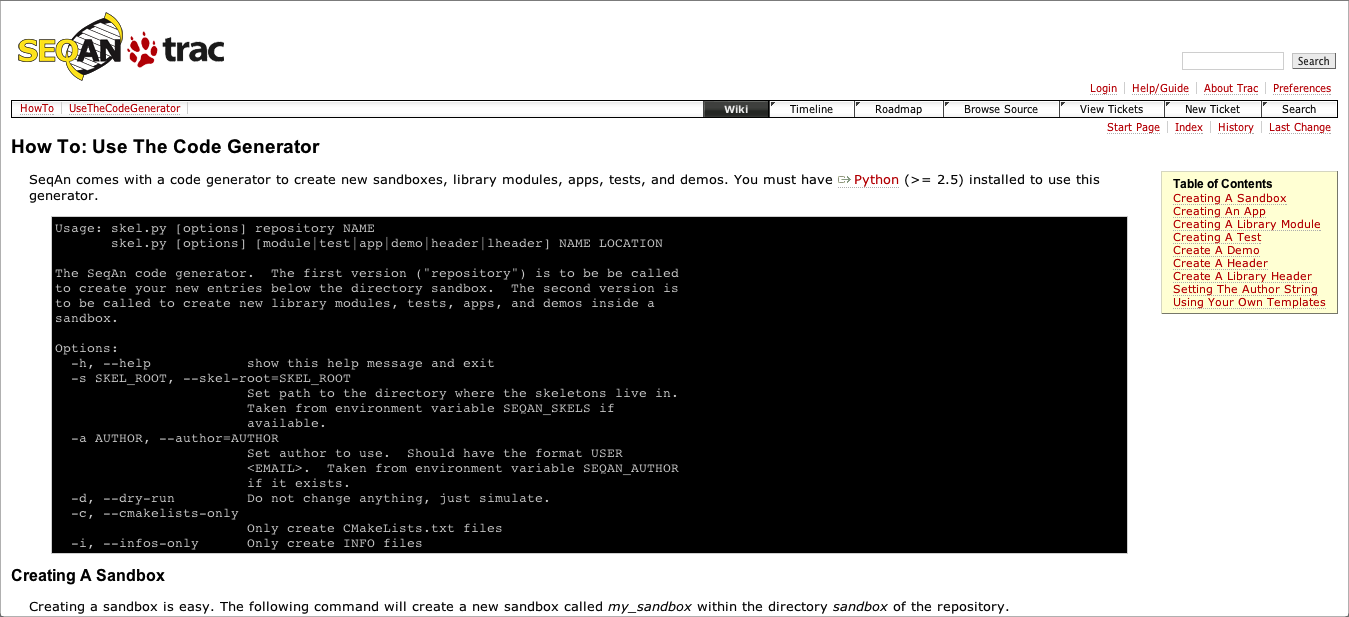 SEQAN trac
Search
Login Help/Guide About Trac Preferences
HowTo UseTheCodeGenerator Wiki Timeline Roadmap Browse Source View Tickets New Ticket Search
Start Page Index History Last Change
How To: Use The Code Generator
SeqAn comes with a code generator to create new sandboxes, library modules, apps, tests, and demos. You must have Python (>= 2.5) installed to use this
generator.
Table of Contents
Creating A Sandbox
Creating An App
Creating A Library Module
Creating A Test
Create A Demo
Create A Header
Create A Library Header
Setting The Author String
Using Your Own Templates
Usage: skel.py [options] repository NAME
       skel.py [options] [module|test|app|demo|header|lheader] NAME LOCATION
The SeqAn code generator.  The first version ("repository") is to be be called
to create your new entries below the directory sandbox.  The second version is
to be called to create new library modules, tests, apps, and demos inside a
sandbox.
Options:
  -h, --help            show this help message and exit
  -s SKEL_ROOT, --skel-root=SKEL_ROOT
                        Set path to the directory where the skeletons live in.
                        Taken from environment variable SEQAN_SKELS if
                        available.
  -a AUTHOR, --author=AUTHOR
                        Set author to use.  Should have the format USER
                        <EMAIL>.  Taken from environment variable SEQAN_AUTHOR
                        if it exists.
  -d, --dry-run         Do not change anything, just simulate.
  -c, --cmakelists-only
                        Only create CMakeLists.txt files
  -i, --infos-only      Only create INFO files
Creating A Sandbox
Creating a sandbox is easy. The following command will create a new sandbox called my_sandbox within the directory sandbox of the repository.